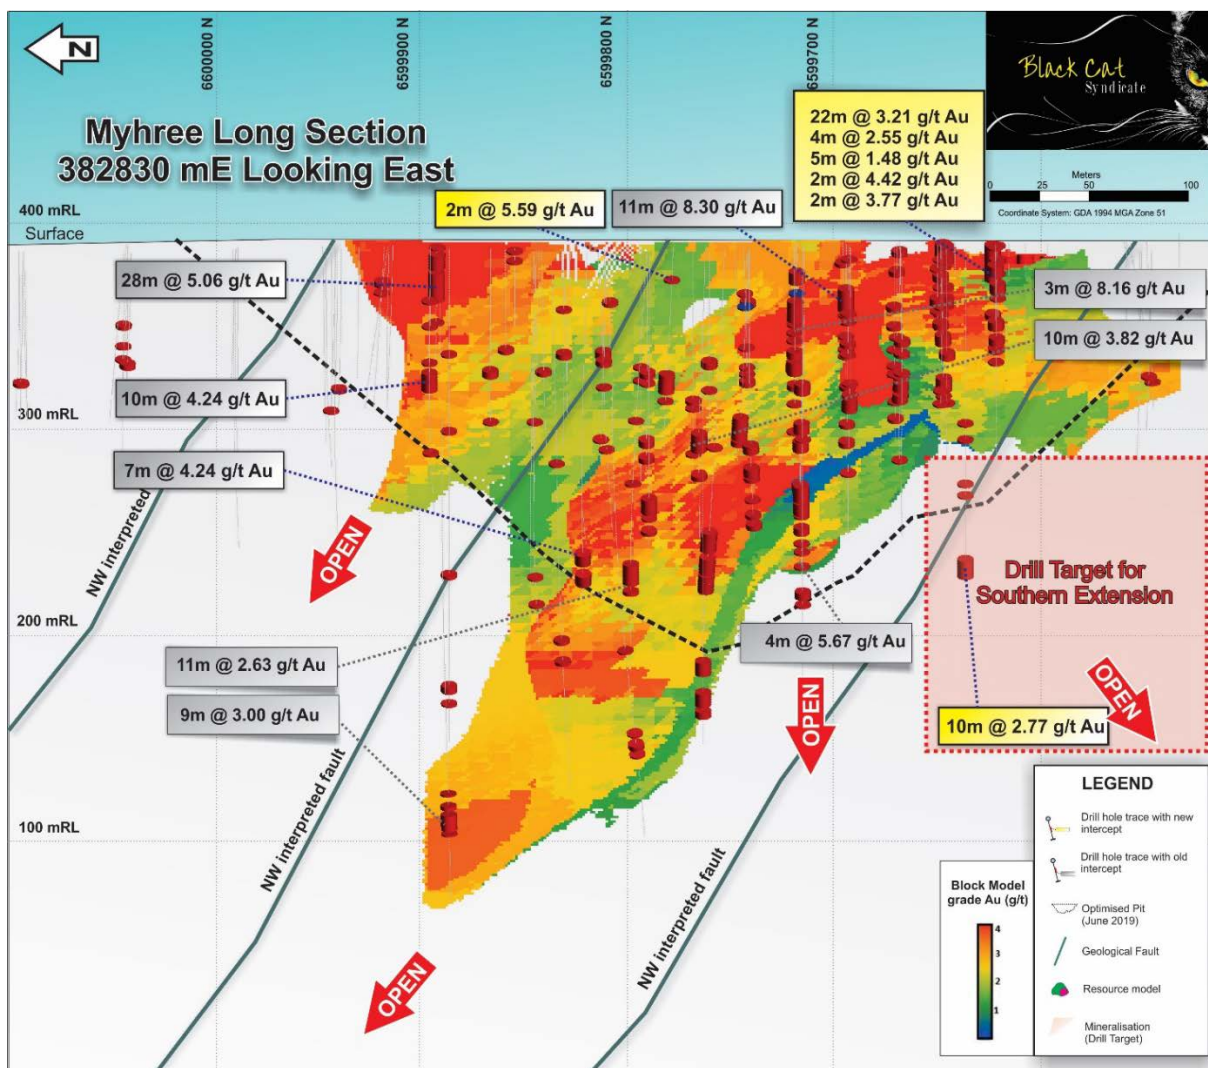 N
6600000 N
6599900 N
6599800 N
6599700 N
Black Cat
Syndicate
Myhree Long Section
382830 mE Looking East
22m @ 3.21 g/t Au
4m @ 2.55 g/t Au
5m @ 1.48 g/t Au
2m @ 4.42 g/t Au
2m @ 3.77 g/t Au
Meters
0 25 50 100
Coordinate System: GDA 1994 MGA Zone 51
400 mRL
Surface
2m @ 5.59 g/t Au
11m @ 8.30 g/t Au
28m @ 5.06 g/t Au
3m @ 8.16 g/t Au
10m @ 3.82 g/t Au
10m @ 4.24 g/t Au
300 mRL
7m @ 4.24 g/t Au
NW interpreted fault
OPEN
Drill Target for
Southern Extension
200 mRL
11m @ 2.63 g/t Au
4m @ 5.67 g/t Au
9m @ 3.00 g/t Au
OPEN
OPEN
10m @ 2.77 g/t Au
100 mRL
NW interpreted fault
NW interpreted fault
OPEN
Block Model
grade Au (g/t)
4
3
2
1
LEGEND
Drill hole trace with new
intercept
Drill hole trace with old
intercept
Optimised Pit
(June 2019)
Geological Fault
Resource model
Mineralisation
(Drill Target)